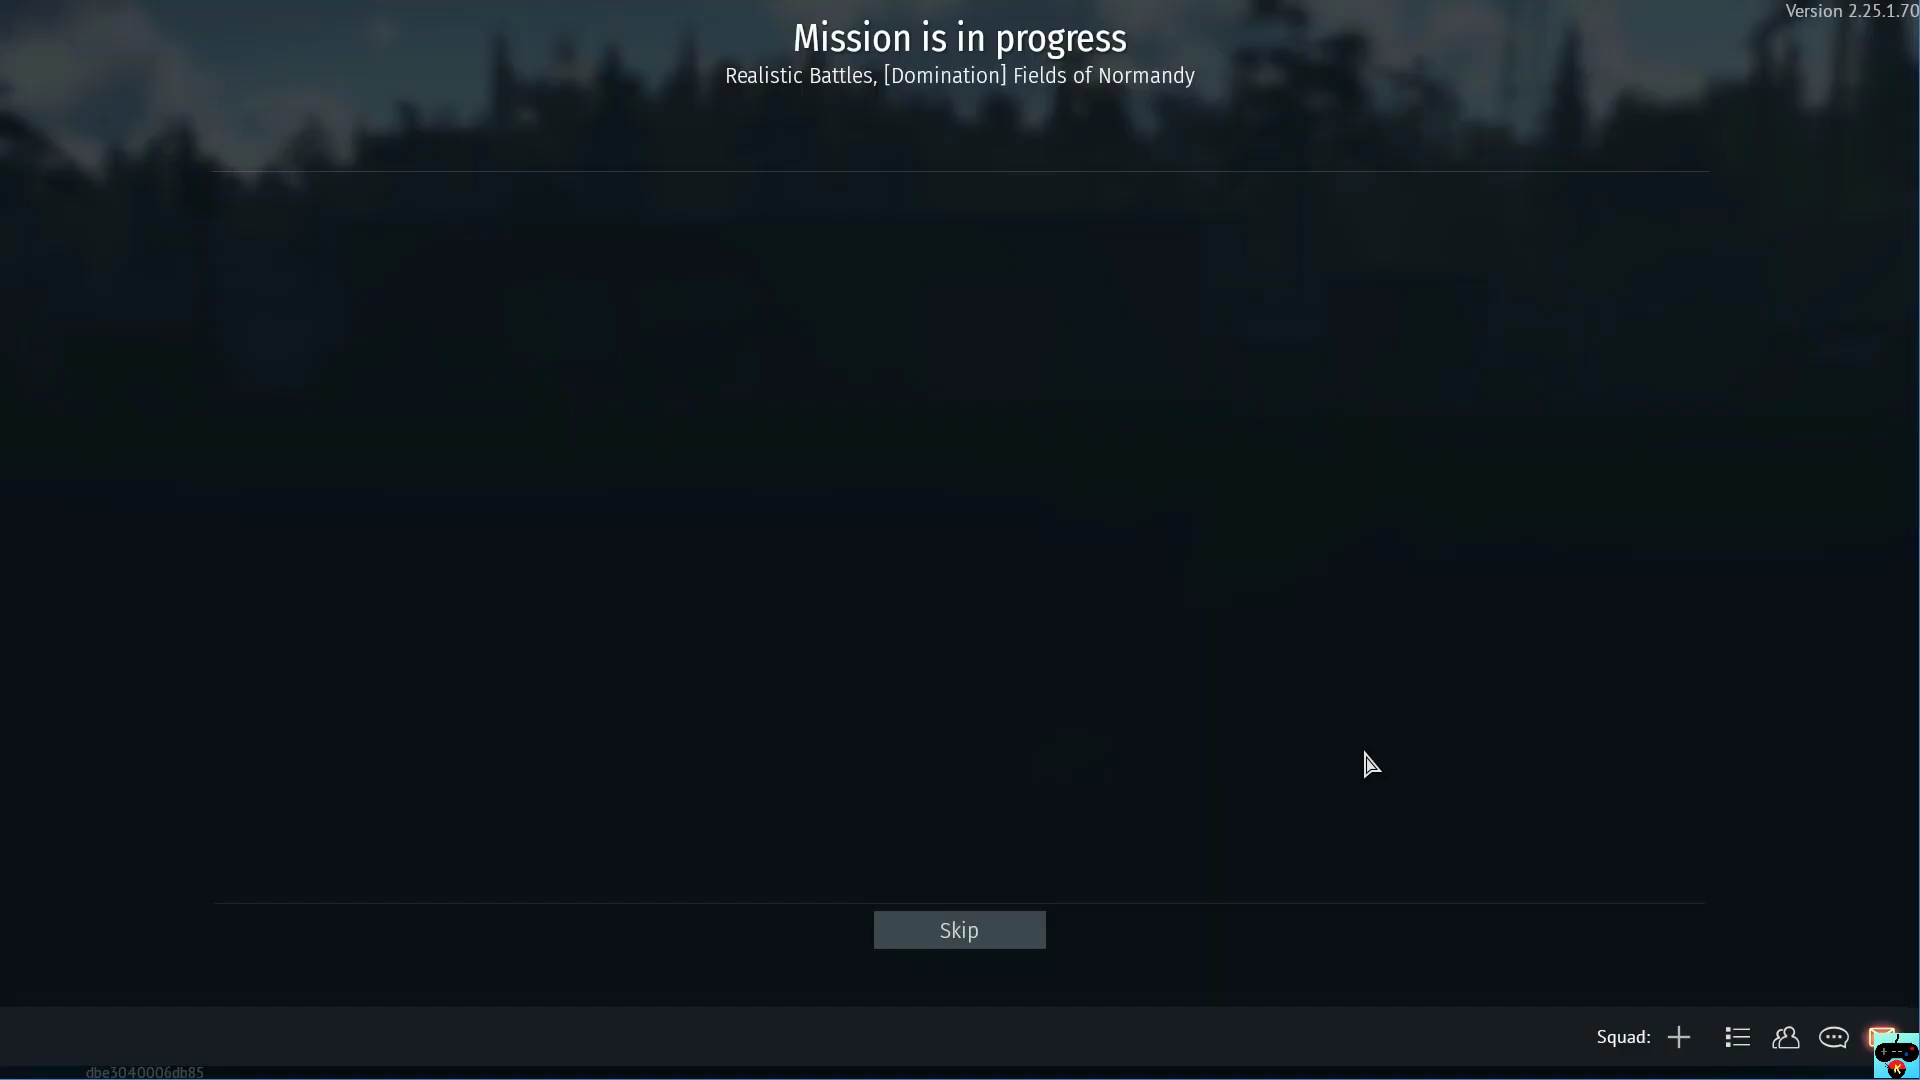 Version 2.25.1.70
Mission is in progress
Realistic Battles, [Domination] Fields of Normandy
Skip
Squad:
dbe3040006db85
K